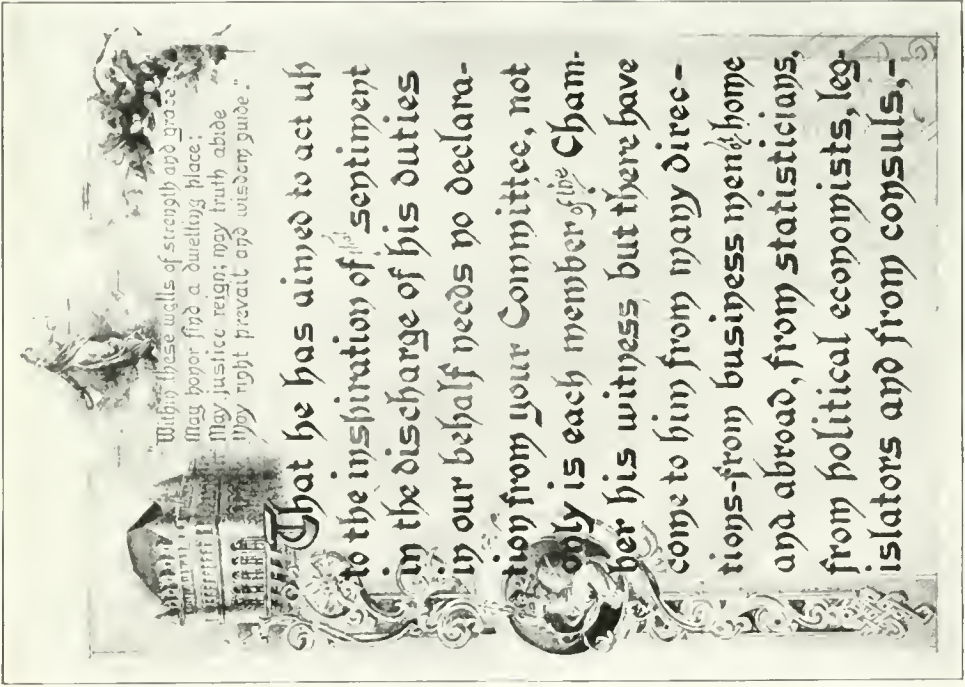 "Within these walls of strength and grace
May honor find a dwelling place:
May justice reign; may truth abide
May right prevail and wisdom guide."
That he has aimed to act up
to the inspiration of this sentiment
in the discharge of his duties
in our behalf needs no declara-
tion from your Committee, not
only is each member of the Cham-
ber his witness, but there have
come to him from many direc-
tions-from business men at home
and abroad, from statisticians,
from political economists, leg-
islators and from consuls,-